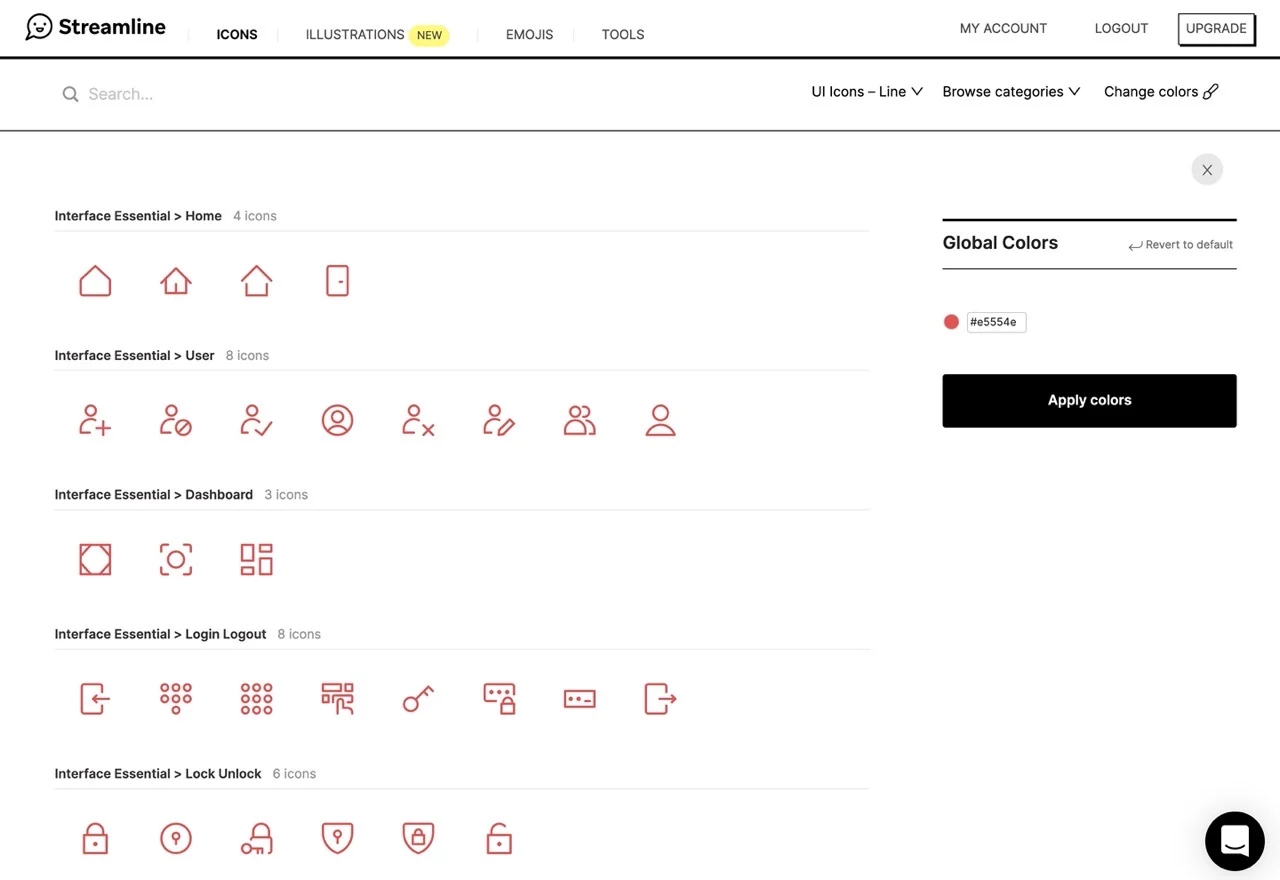 Streamline
ICONS
ILLUSTRATIONS NEW
EMOJIS
TOOLS
MY ACCOUNT
LOGOUT
UPGRADE
Search...
UI Icons – Line
Browse categories
Change colors
Interface Essential > Home 4 icons
Global Colors
Revert to default
#e5554e
Apply colors
Interface Essential > User 8 icons
Interface Essential > Dashboard 3 icons
Interface Essential > Login Logout 8 icons
Interface Essential > Lock Unlock 6 icons